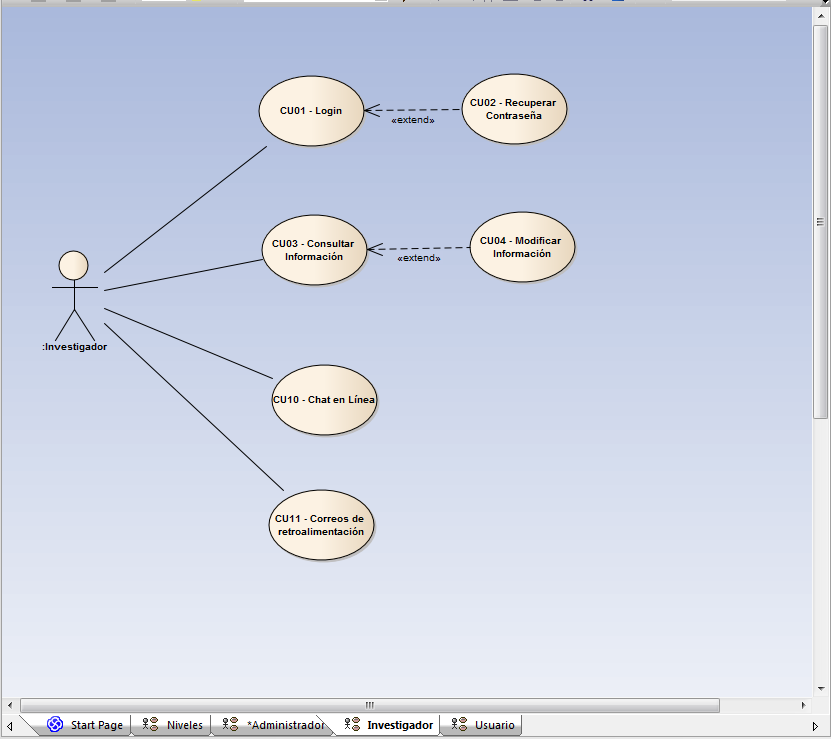 CU01 - Login
CU02 - Recuperar
Contraseña
«extend»
CU03 - Consultar
Información
CU04 - Modificar
Información
«extend»
:Investigador
CU10 - Chat en Línea
CU11 - Correos de
retroalimentación
Start Page
Niveles
*Administrador
Investigador
Usuario